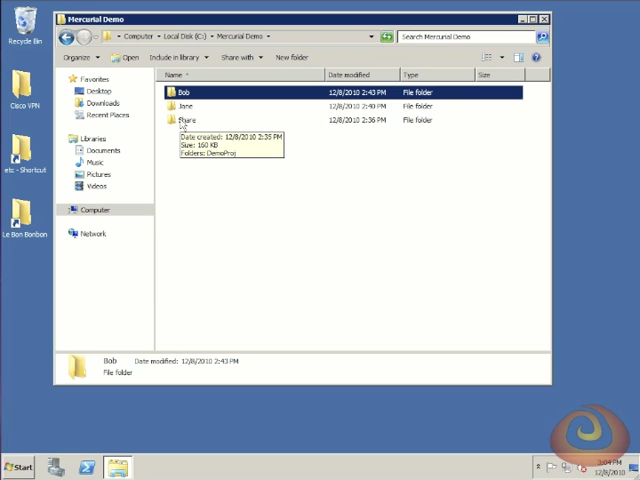 Recycle Bin
Cisco VPN
etc - Shortcut
Le Bon Bonbon
Mercurial Demo
Computer Local Disk (C:) Mercurial Demo
Search Mercurial Demo
Organize Open Include in library Share with New folder
Favorites
Desktop
Downloads
Recent Places
Libraries
Documents
Music
Pictures
Videos
Computer
Network
Name Date modified Type Size
Bob 12/8/2010 2:43 PM File folder
Jane 12/8/2010 2:40 PM File folder
Share 12/8/2010 2:36 PM File folder
Date created: 12/8/2010 2:35 PM
Size: 160 KB
Folders: DemoProj
Bob Date modified: 12/8/2010 2:43 PM
File folder
Start
3:04 PM
12/8/2010